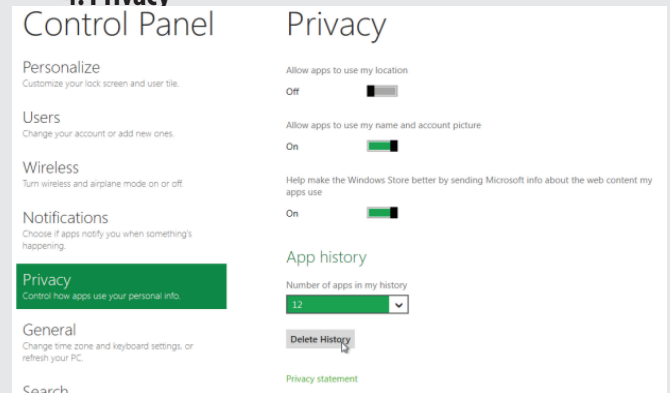 1. Privacy
Control Panel
Personalize
Customize your lock screen and user tile.
Users
Change your account or add new ones.
Wireless
Turn wireless and airplane mode on or off.
Notifications
Choose if apps notify you when something's
happening.
Privacy
Control how apps use your personal info.
General
Change time zone and keyboard settings, or
refresh your PC.
Search
Privacy
Allow apps to use my location
Off
Allow apps to use my name and account picture
On
Help make the Windows Store better by sending Microsoft info about the web content my
apps use
On
App history
Number of apps in my history
12
Delete History
Privacy statement